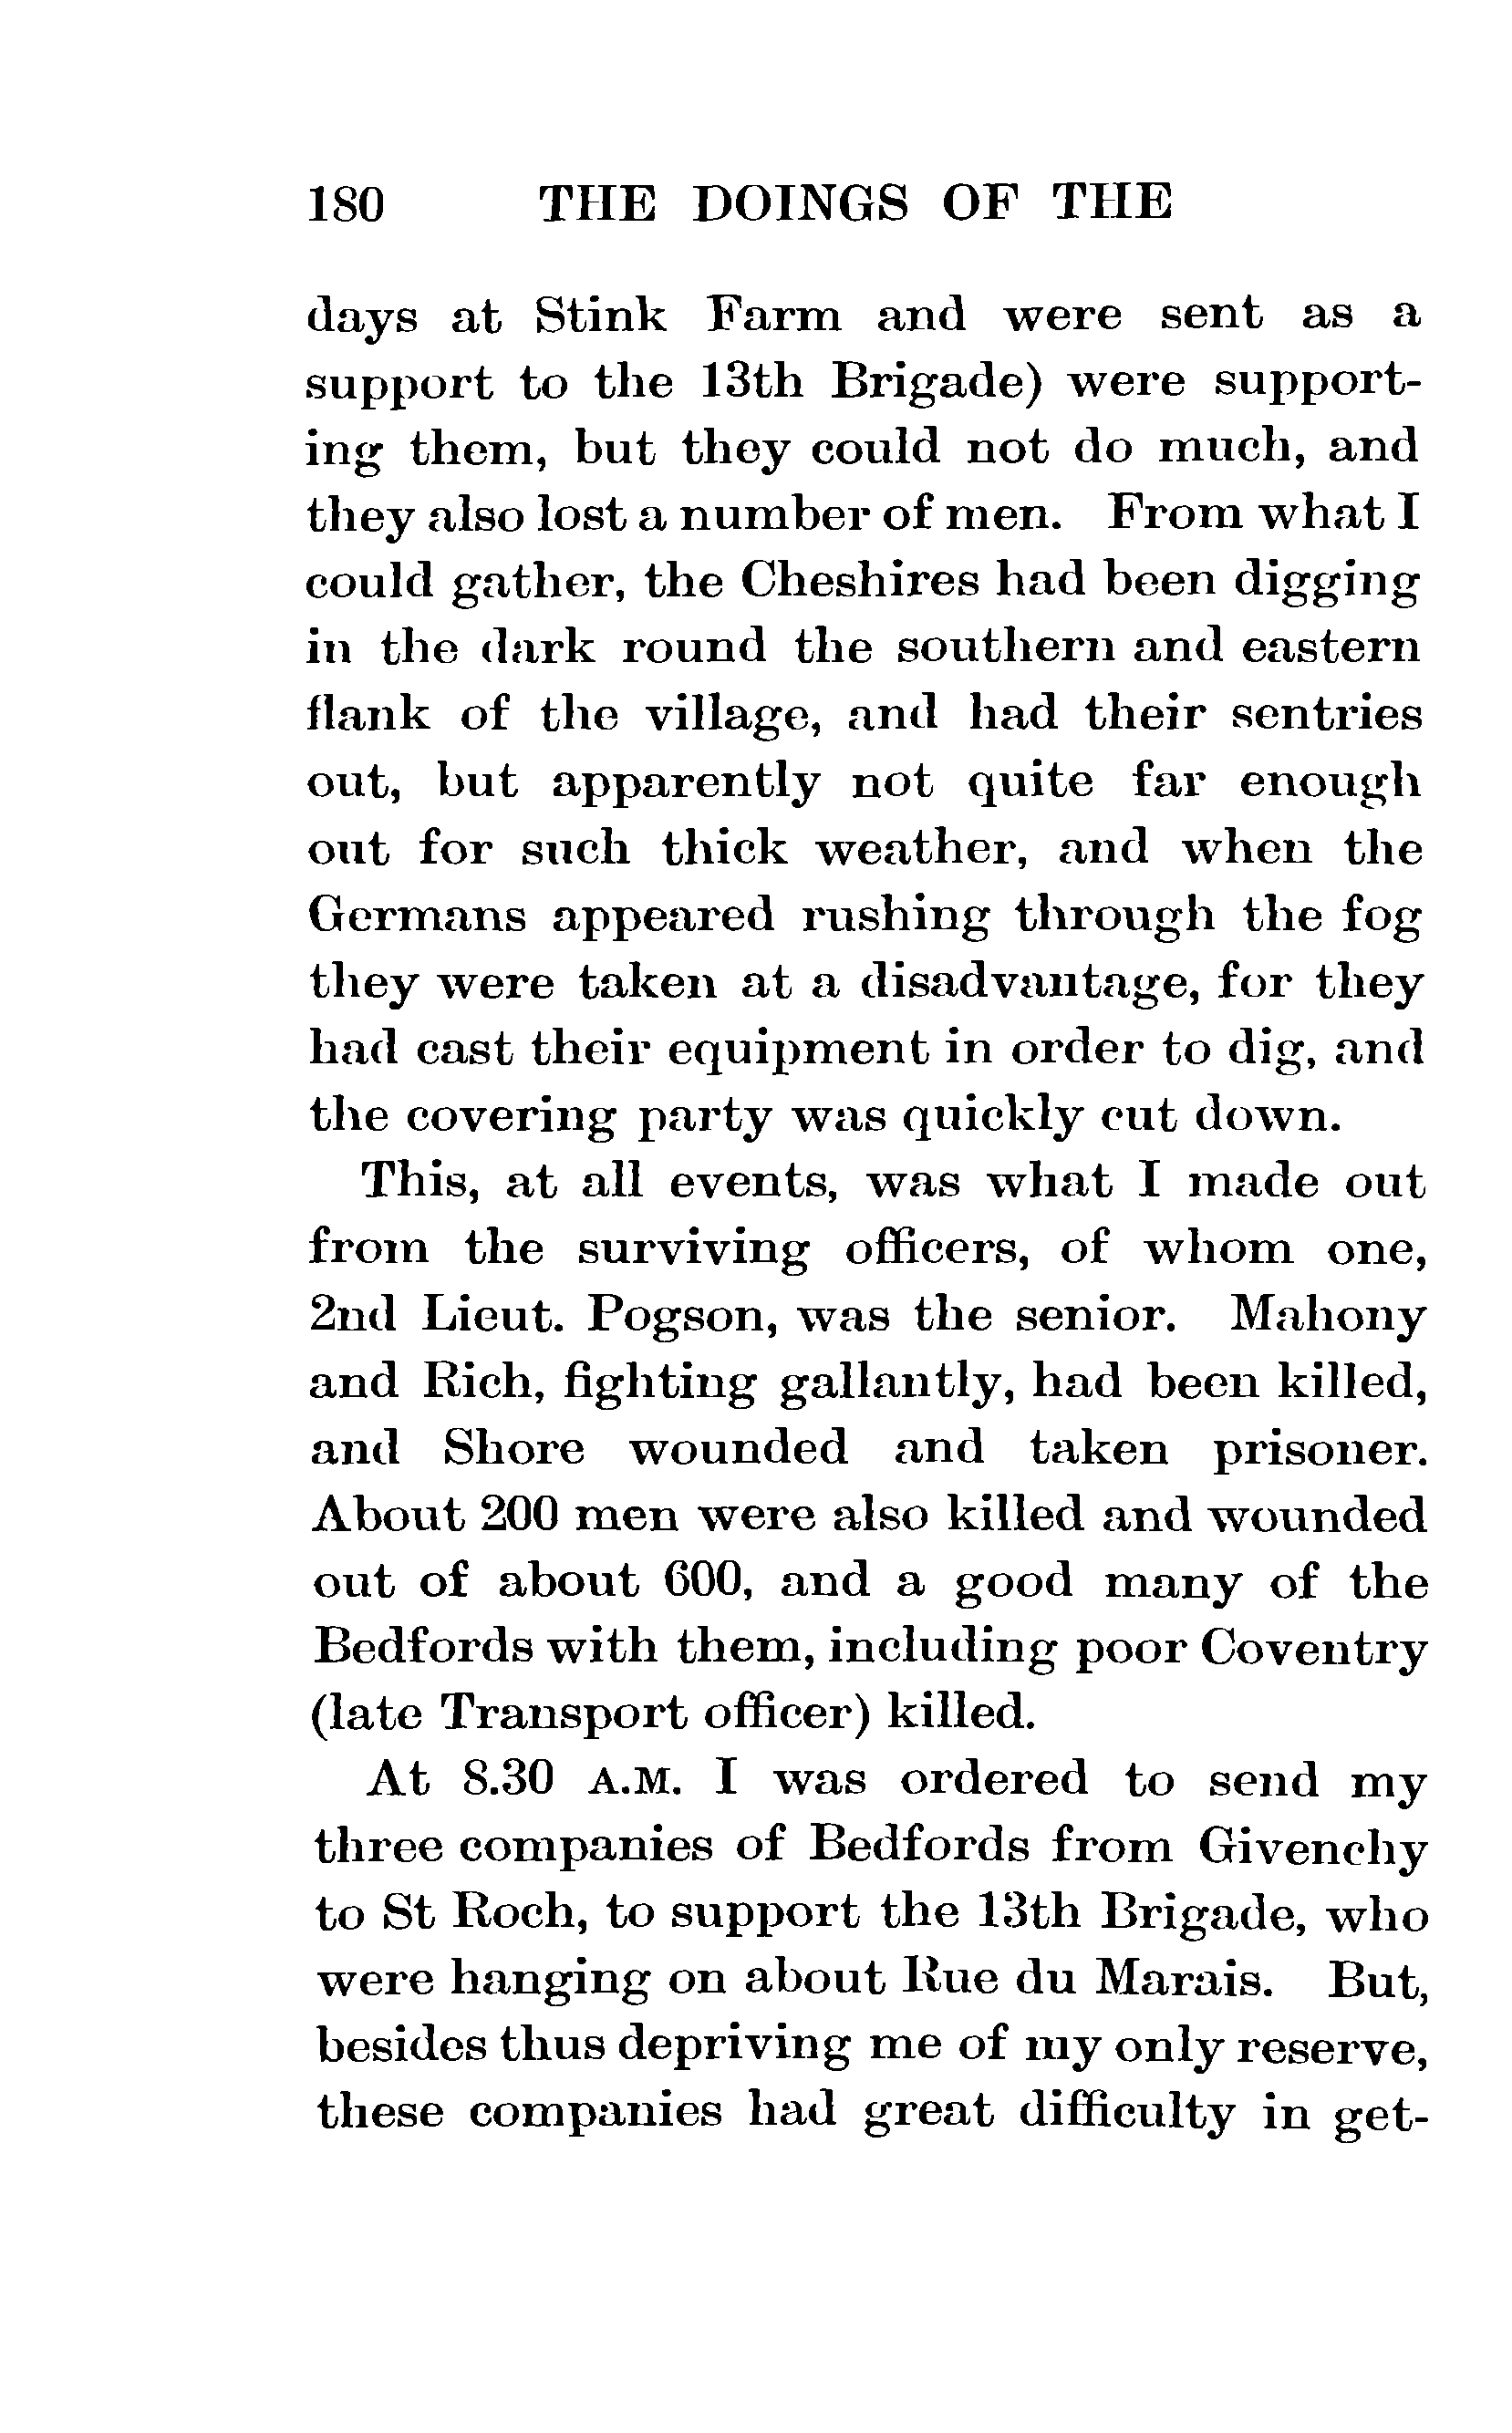 180 THE DOINGS OF THE
days at Stink Farm and were sent as a
support to the 13th Brigade) were support-
ing them, but they could not do much, and
they also lost a number of men. From what I
could gather, the Cheshires had been digging
in the dark round the southern and eastern
flank of the village, and had their sentries
out, but apparently not quite far enough
out for such thick weather, and when the
Germans appeared rushing through the fog
they were taken at a disadvantage, for they
had cast their equipment in order to dig, and
the covering party was quickly cut down.
This, at all events, was what I made out
from the surviving officers, of whom one,
2nd Lieut. Pogson, was the senior. Mahony
and Rich, fighting gallantly, had been killed,
and Shore wounded and taken prisoner.
About 200 men were also killed and wounded
out of about 600, and a good many of the
Bedfords with them, including poor Coventry
(late Transport officer) killed.
At 8.30 A.M. I was ordered to send my
three companies of Bedfords from Givenchy
to St Roch, to support the 13th Brigade, who
were hanging on about Rue du Marais. But,
besides thus depriving me of my only reserve,
these companies had great difficulty in get-